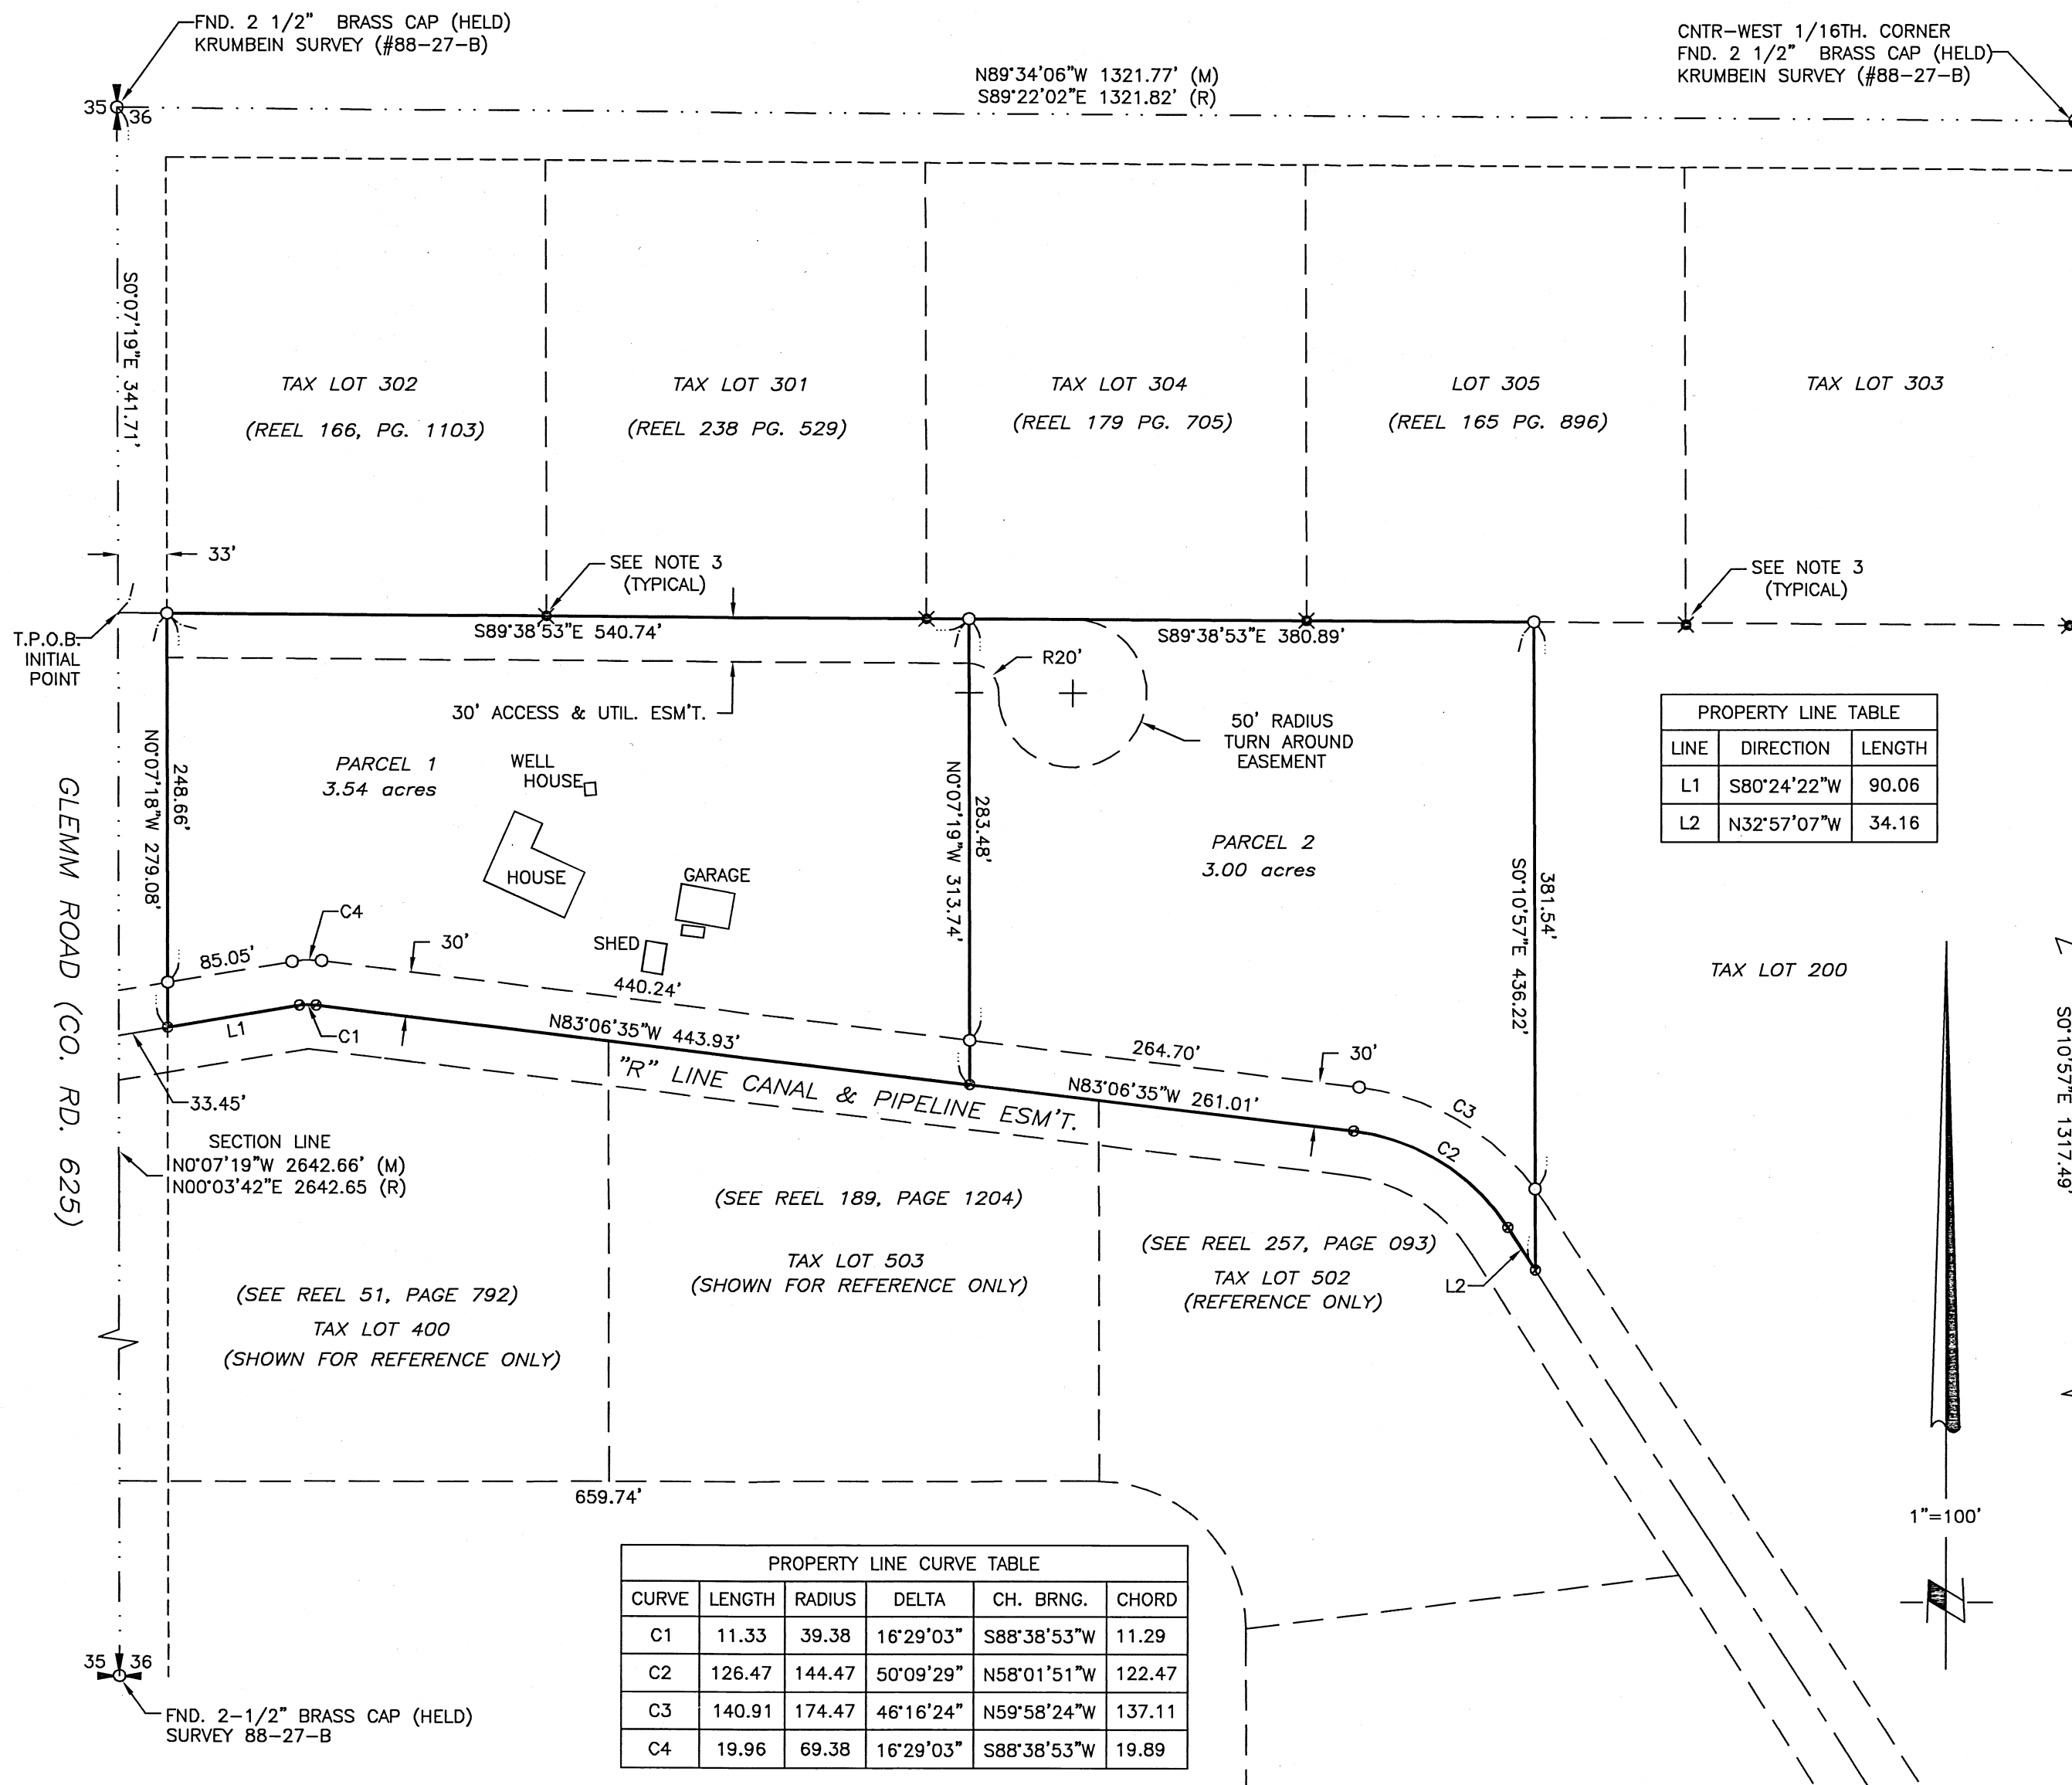 FND. 2 1/2" BRASS CAP (HELD)
KRUMBEIN SURVEY (#88-27-B)
CNTR-WEST 1/16TH. CORNER
FND. 2 1/2" BRASS CAP (HELD)
KRUMBEIN SURVEY (#88-27-B)
N89°34'06"W 1321.77' (M)
S89°22'02"E 1321.82' (R)
35
36
S0°07'19"E 341.71'
TAX LOT 302
(REEL 166, PG. 1103)
TAX LOT 301
(REEL 238 PG. 529)
TAX LOT 304
(REEL 179 PG. 705)
LOT 305
(REEL 165 PG. 896)
TAX LOT 303
33'
SEE NOTE 3
(TYPICAL)
SEE NOTE 3
(TYPICAL)
T.P.O.B.
INITIAL
POINT
S89°38'53"E 540.74'
S89°38'53"E 380.89'
R20'
30' ACCESS & UTIL. ESM'T.
50' RADIUS
TURN AROUND
EASEMENT
PROPERTY LINE TABLE
LINE DIRECTION LENGTH
L1 S80°24'22"W 90.06
L2 N32°57'07"W 34.16
248.66'
N0°07'18"W 279.08'
PARCEL 1
3.54 acres
WELL
HOUSE
HOUSE
GARAGE
SHED
283.48'
N0°07'19"W 313.74'
PARCEL 2
3.00 acres
381.54'
S0°10'57"E 436.22'
TAX LOT 200
S0°10'57"E 1317.49'
GLEMM ROAD (CO. RD. 625)
C4
85.05'
30'
440.24'
L1
C1
N83°06'35"W 443.93'
264.70'
30'
N83°06'35"W 261.01'
C3
C2
"R" LINE CANAL & PIPELINE ESM'T.
33.45'
SECTION LINE
N0°07'19"W 2642.66' (M)
N00°03'42"E 2642.65 (R)
(SEE REEL 189, PAGE 1204)
TAX LOT 503
(SHOWN FOR REFERENCE ONLY)
(SEE REEL 257, PAGE 093)
TAX LOT 502
(REFERENCE ONLY)
L2
(SEE REEL 51, PAGE 792)
TAX LOT 400
(SHOWN FOR REFERENCE ONLY)
659.74'
1"=100'
PROPERTY LINE CURVE TABLE
CURVE LENGTH RADIUS DELTA CH. BRNG. CHORD
C1 11.33 39.38 16°29'03" S88°38'53"W 11.29
C2 126.47 144.47 50°09'29" N58°01'51"W 122.47
C3 140.91 174.47 46°16'24" N59°58'24"W 137.11
C4 19.96 69.38 16°29'03" S88°38'53"W 19.89
35 36
FND. 2-1/2" BRASS CAP (HELD)
SURVEY 88-27-B